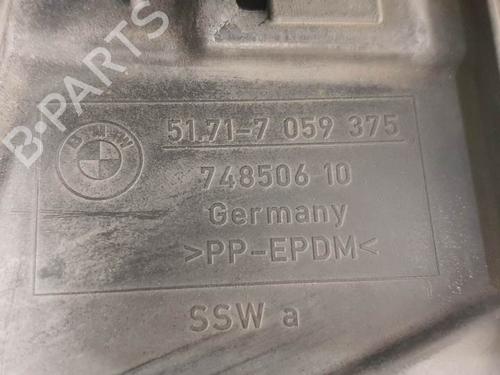 B-PARTS
BMW
51.71-7 059 375
748506 10
Germany
>PP-EPDM<
SSW a